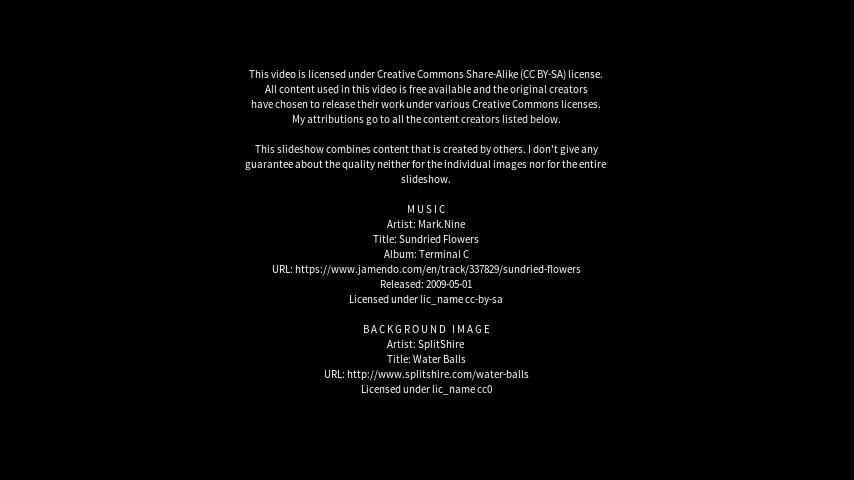 This video is licensed under Creative Commons Share-Alike (CC BY-SA) license.
All content used in this video is free available and the original creators
have chosen to release their work under various Creative Commons licenses.
My attributions go to all the content creators listed below.
This slideshow combines content that is created by others. I don't give any
guarantee about the quality neither for the individual images nor for the entire
slideshow.
MUSIC
Artist: Mark.Nine
Title: Sundried Flowers
Album: Terminal C
URL: https://www.jamendo.com/en/track/337829/sundried-flowers
Released: 2009-05-01
Licensed under lic_name cc-by-sa
BACKGROUND IMAGE
Artist: SplitShire
Title: Water Balls
URL: http://www.splitshire.com/water-balls
Licensed under lic_name cc0